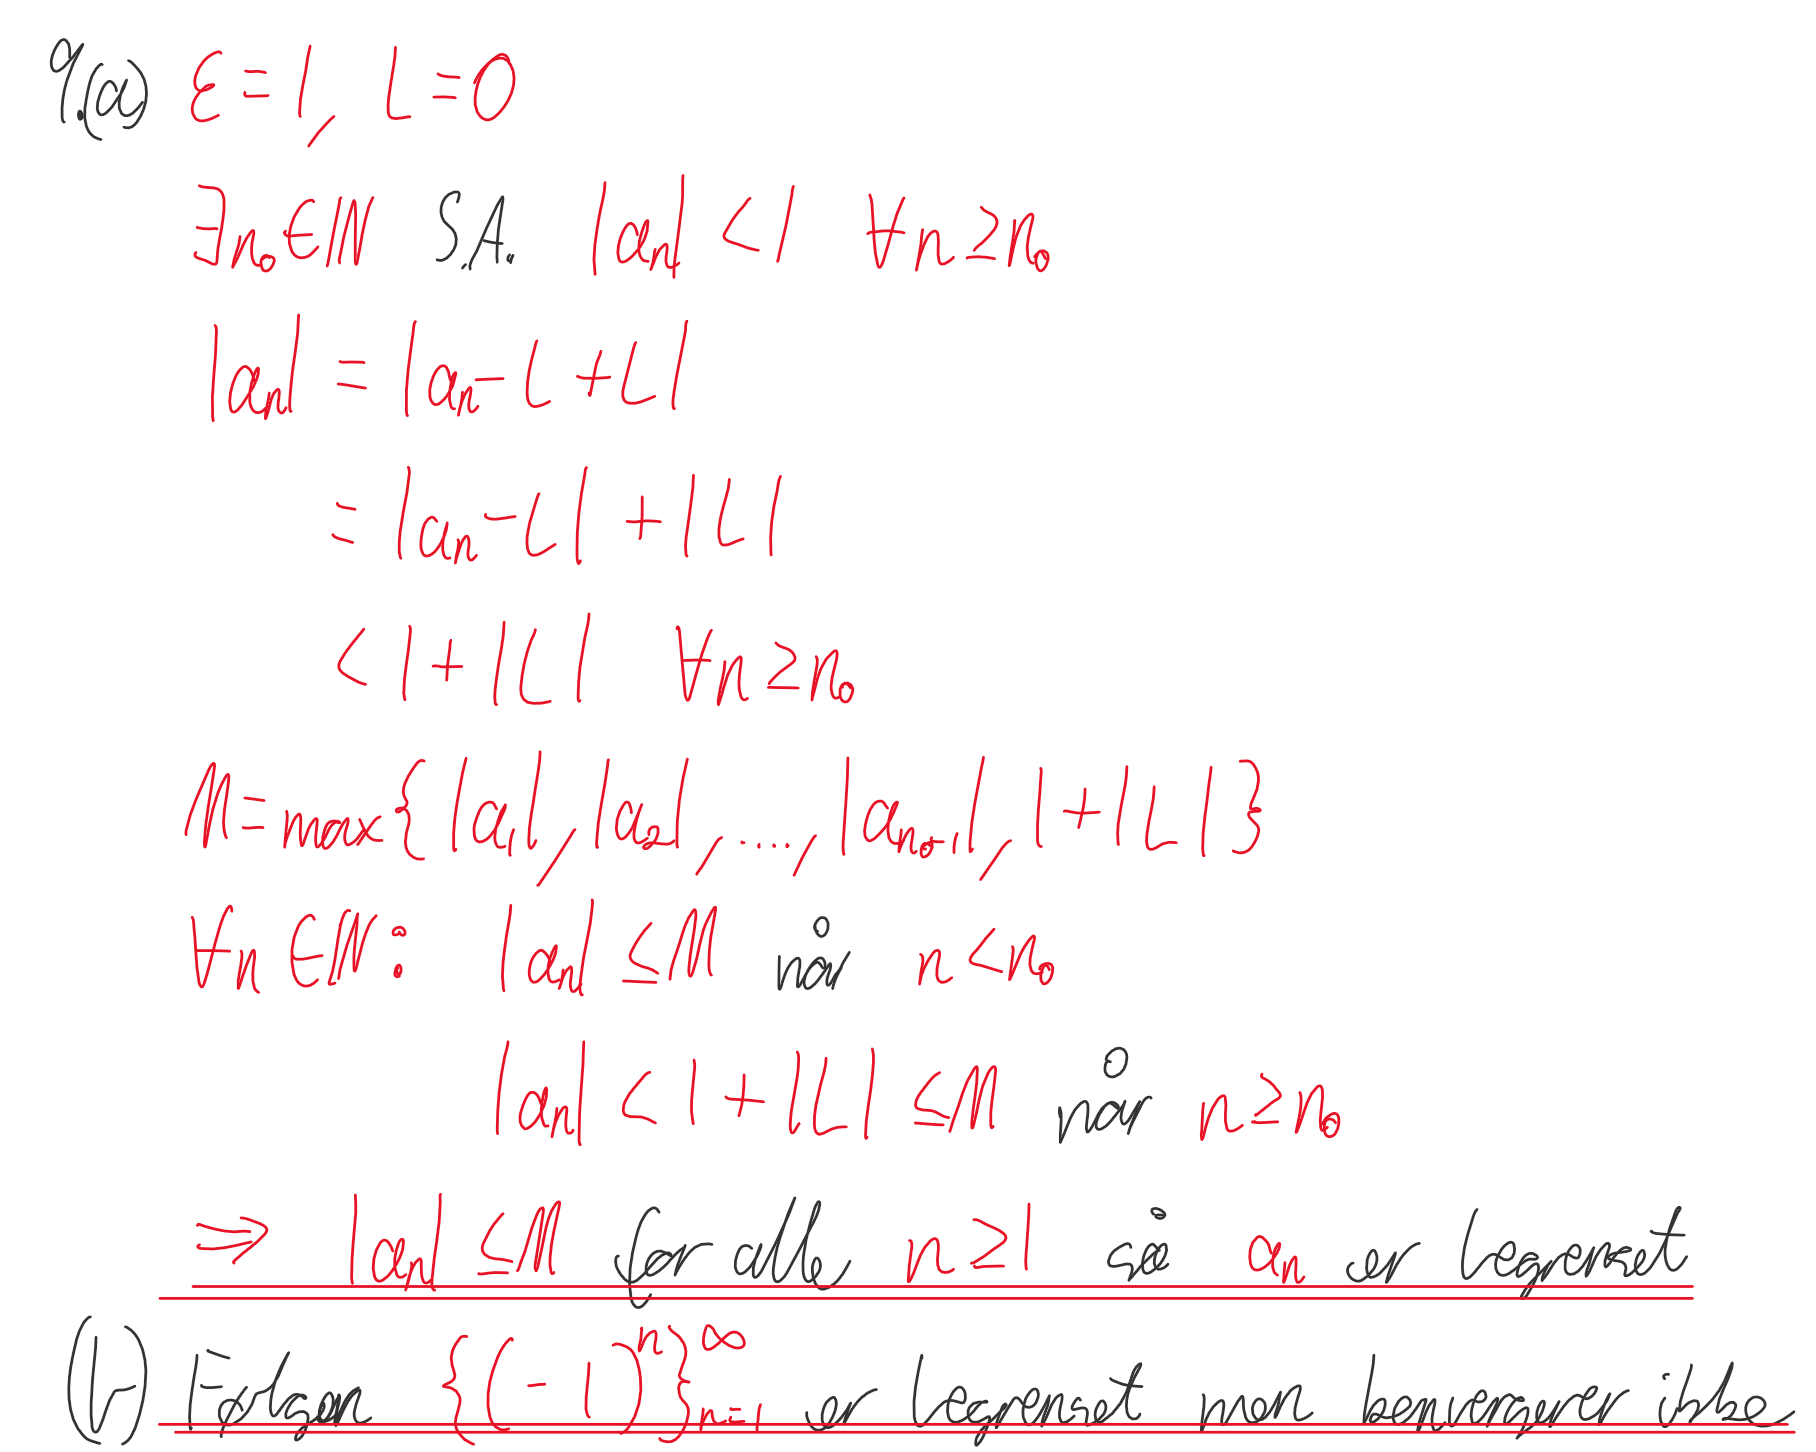 9.(a) ε = 1, L = 0
∃n₀ ∈ ℕ S.A. |aₙ| < 1 ∀n ≥ n₀
|aₙ| = |aₙ - L + L|
= |aₙ - L| + |L|
< 1 + |L| ∀n ≥ n₀
M = max{|a₁|, |a₂|, ...., |aₙ₀₋₁|, 1 + |L|}
∀n ∈ ℕ: |aₙ| ≤ M når n < n₀
|aₙ| < 1 + |L| ≤ M når n ≥ n₀
⇒ |aₙ| ≤ M for alle n ≥ 1 så aₙ er begrenset
(b) Følgen {(-1)ⁿ}ₙ₌₁^∞ er begrenset men konvergerer ikke